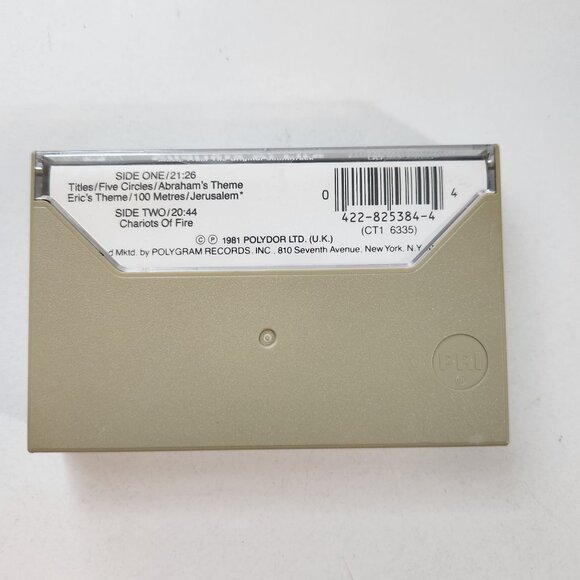 SIDE ONE/21:26
Titles/Five Circles/Abraham's Theme
Eric's Theme/100 Metres/Jerusalem*
SIDE TWO/20:44
Chariots Of Fire
© ℗ 1981 POLYDOR LTD. (U.K.)
d Mktd. by POLYGRAM RECORDS. INC. 810 Seventh Avenue. New York. N.Y.
0 4
422-825384-4
(CT1 6335)
PRI